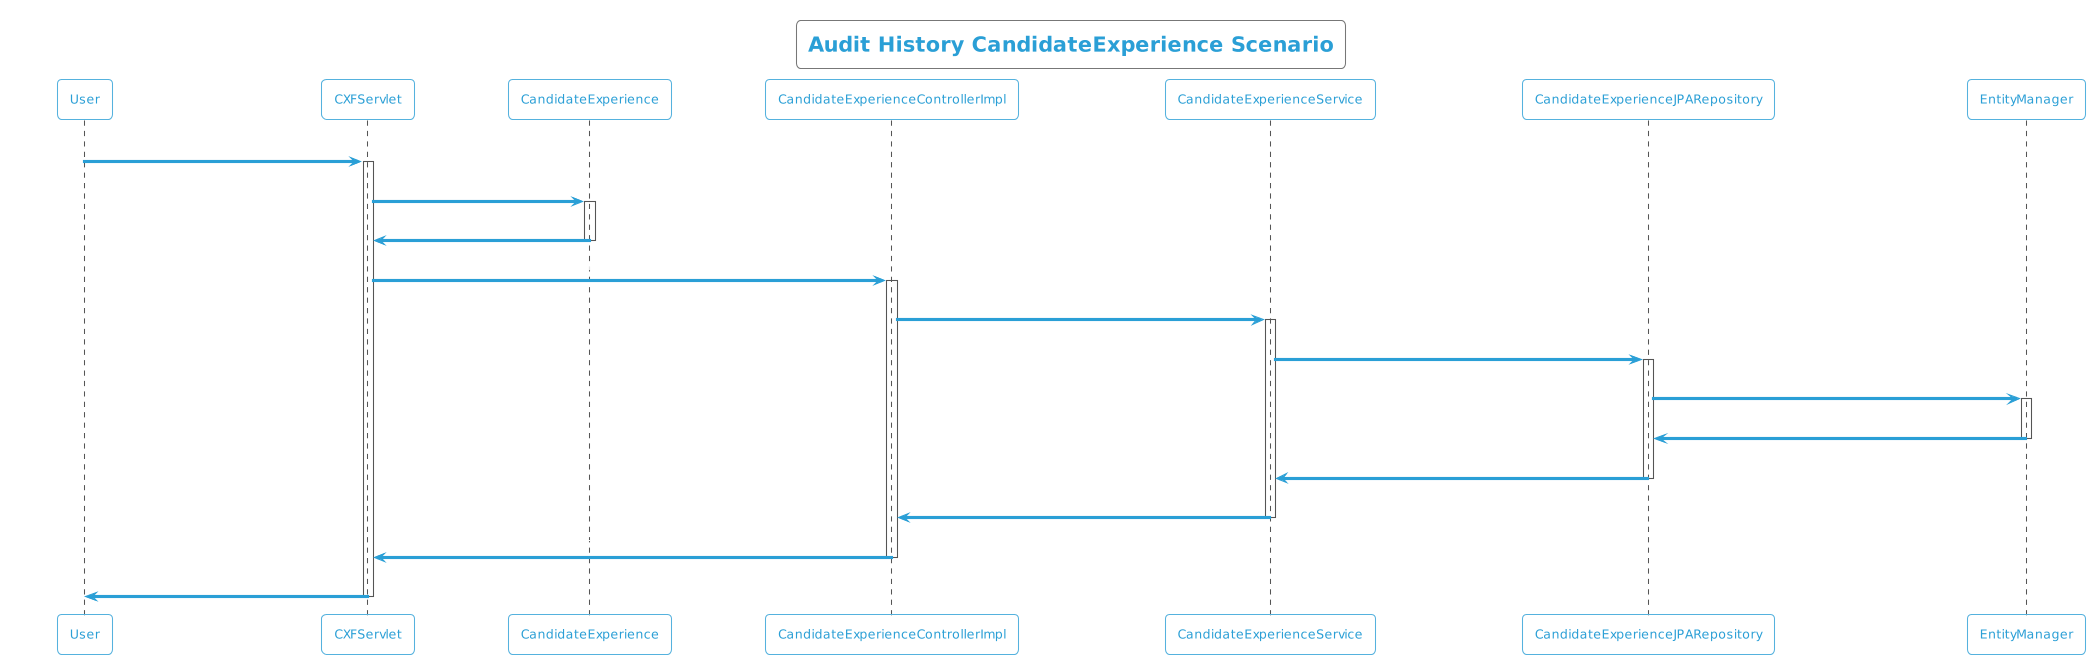 Audit History CandidateExperience Scenario
User
CXFServlet
CandidateExperience
CandidateExperienceControllerImpl
CandidateExperienceService
CandidateExperienceJPARepository
EntityManager
User
CXFServlet
CandidateExperience
CandidateExperienceControllerImpl
CandidateExperienceService
CandidateExperienceJPARepository
EntityManager